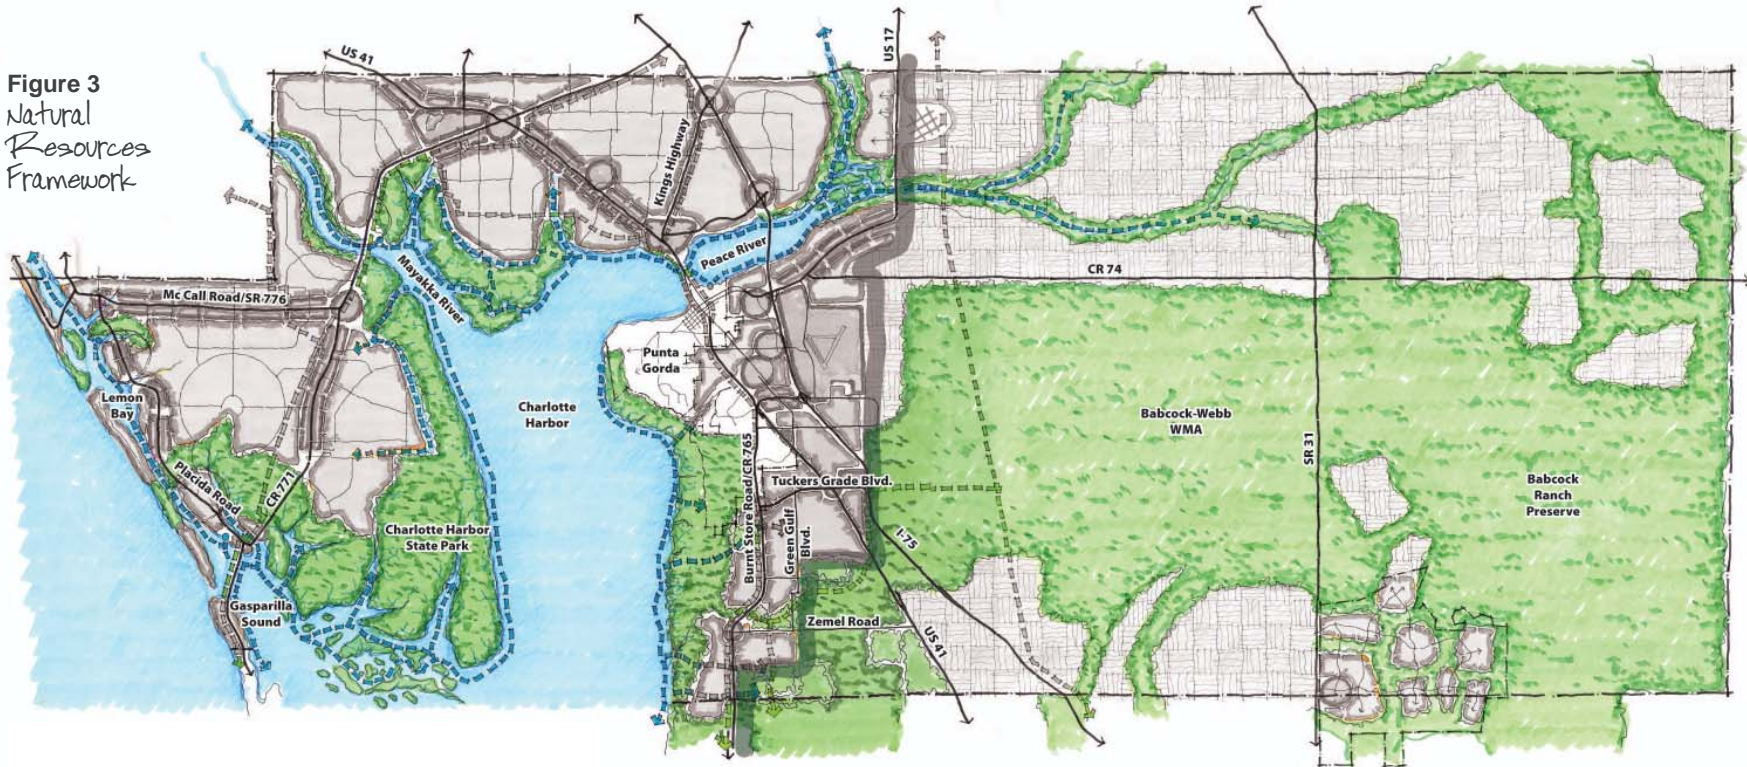 Figure 3
Natural
Resources
Framework
US 41
US 17
Kings Highway
Peace River
CR 74
Mc Call Road/SR 776
Mayakka River
Punta
Gorda
Lemon
Bay
Charlotte
Harbor
Babcock-Webb
WMA
SR 31
Placida Road
CR 771
Burnt Store Road/CR 765
Tuckers Grade Blvd.
Babcock
Ranch
Preserve
Charlotte Harbor
State Park
Green Gulf
Blvd.
I-75
Gasparilla
Sound
Zemel Road
US 41